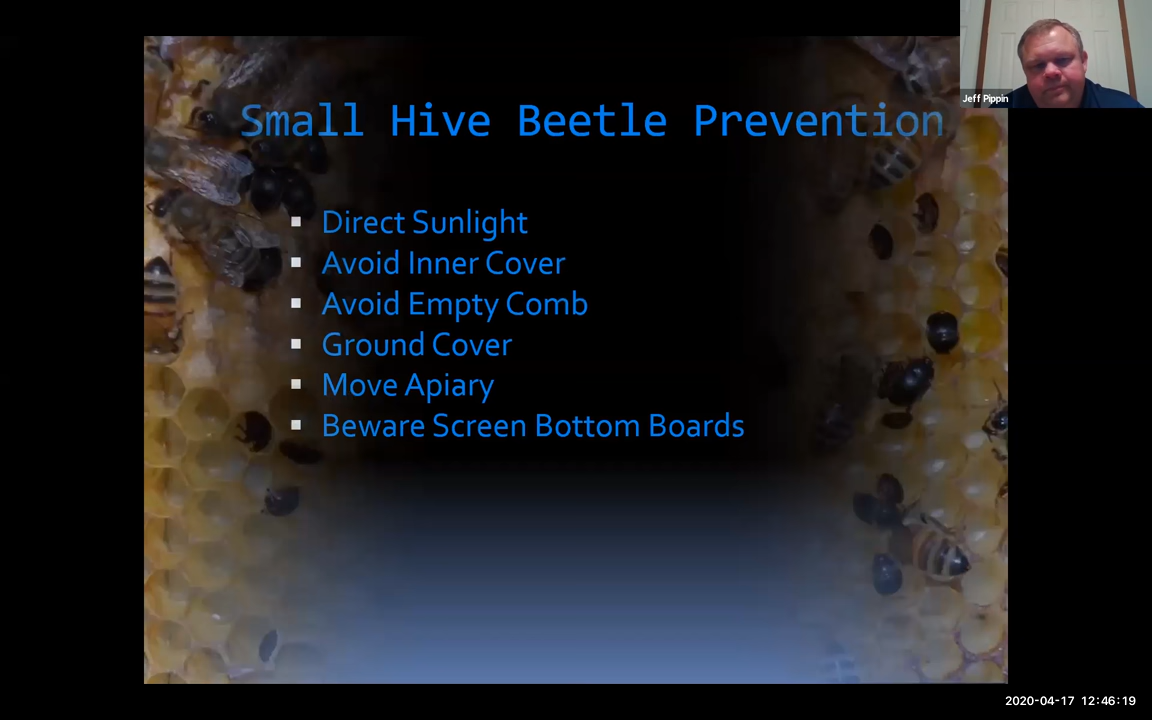 Jeff Pippin
Small Hive Beetle Prevention
Direct Sunlight
Avoid Inner Cover
Avoid Empty Comb
Ground Cover
Move Apiary
Beware Screen Bottom Boards
2020-04-17 12:46:19